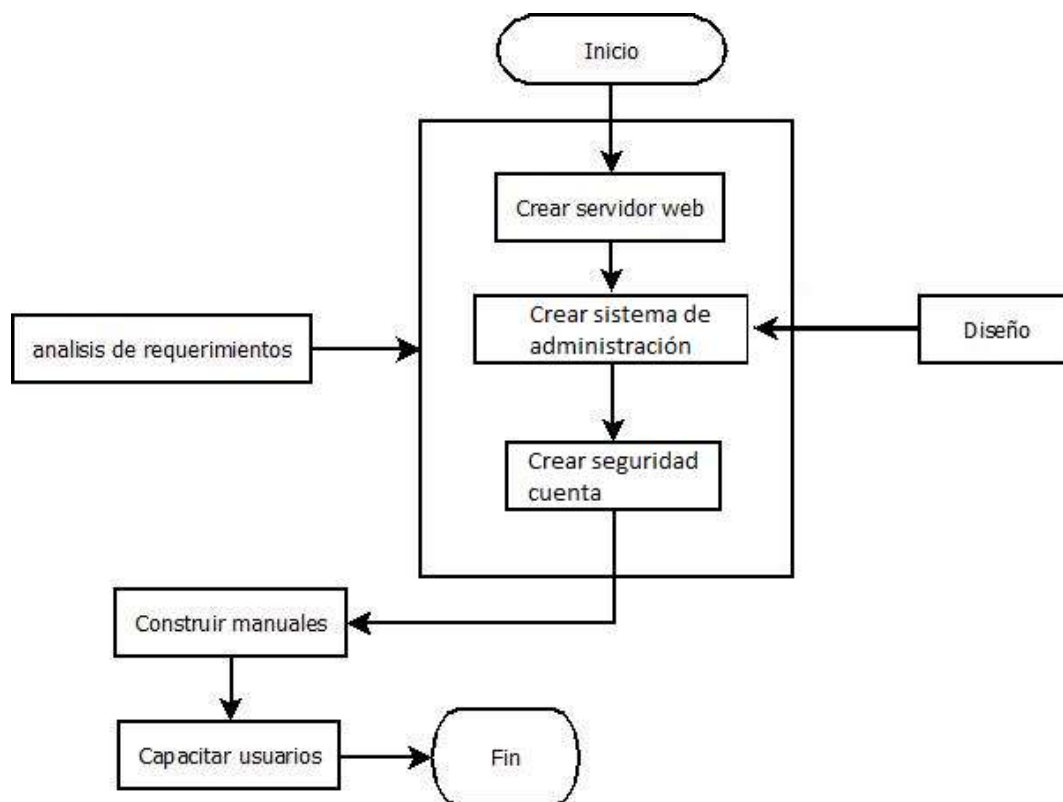 Inicio
Crear servidor web
Crear sistema de
administración
analisis de requerimientos
Diseño
Crear seguridad
cuenta
Construir manuales
Capacitar usuarios
Fin